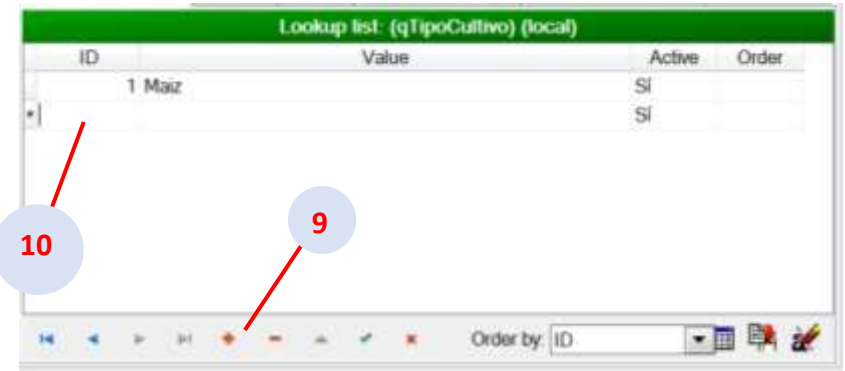 Lookup list: (qTipoCultivo) (local)
ID Value Active Order
1 Maiz Sí
* Sí
10
9
Order by: ID